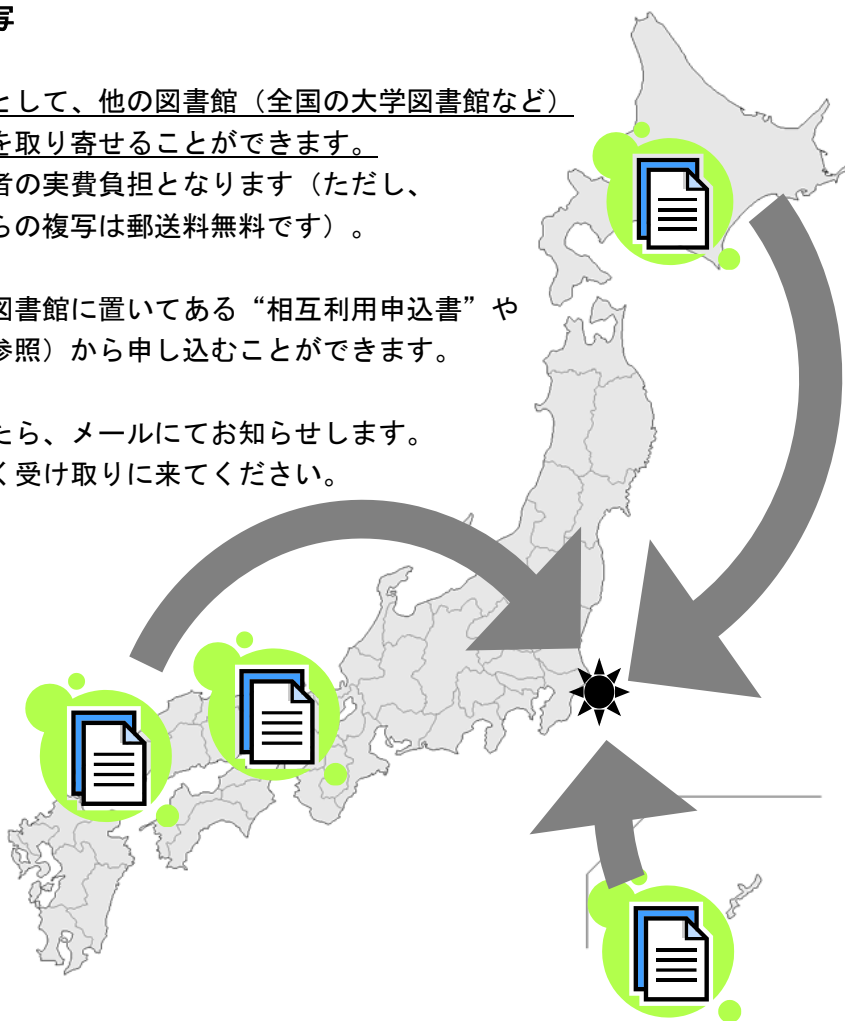 写
として、他の図書館（全国の大学図書館など）
を取り寄せることができます。
者の実費負担となります（ただし、
らの複写は郵送料無料です）。
図書館に置いてある“相互利用申込書”や
参照）から申し込むことができます。
たら、メールにてお知らせします。
く受け取りに来てください。